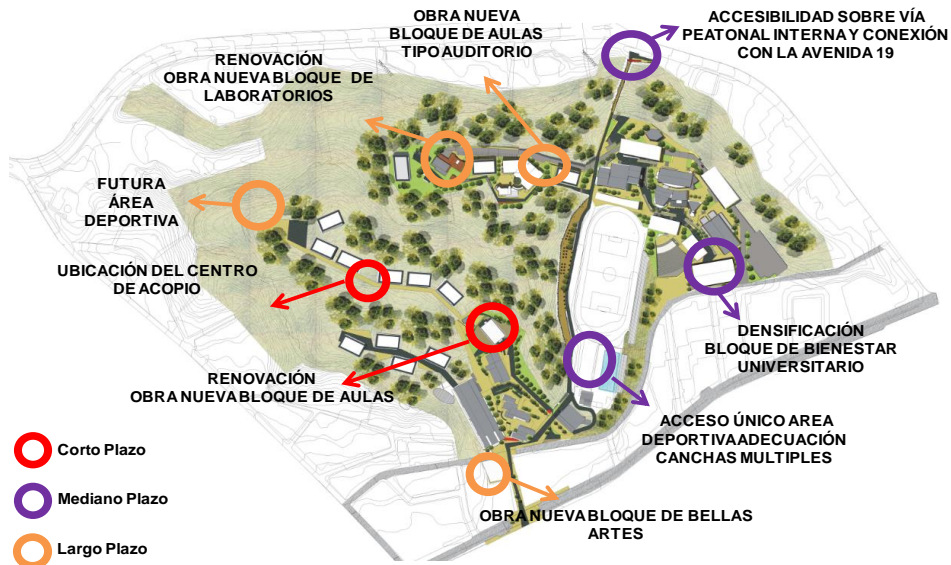 OBRA NUEVA
BLOQUE DE AULAS
TIPO AUDITORIO
ACCESIBILIDAD SOBRE VÍA
PEATONAL INTERNA Y CONEXIÓN
CON LA AVENIDA 19
RENOVACIÓN
OBRA NUEVA BLOQUE DE
LABORATORIOS
FUTURA
ÁREA
DEPORTIVA
UBICACIÓN DEL CENTRO
DE ACOPIO
DENSIFICACIÓN
BLOQUE DE BIENESTAR
UNIVERSITARIO
RENOVACIÓN
OBRA NUEVA BLOQUE DE AULAS
ACCESO ÚNICO AREA
DEPORTIVA ADECUACIÓN
CANCHAS MULTIPLES
Corto Plazo
Mediano Plazo
Largo Plazo
OBRA NUEVA BLOQUE DE BELLAS
ARTES